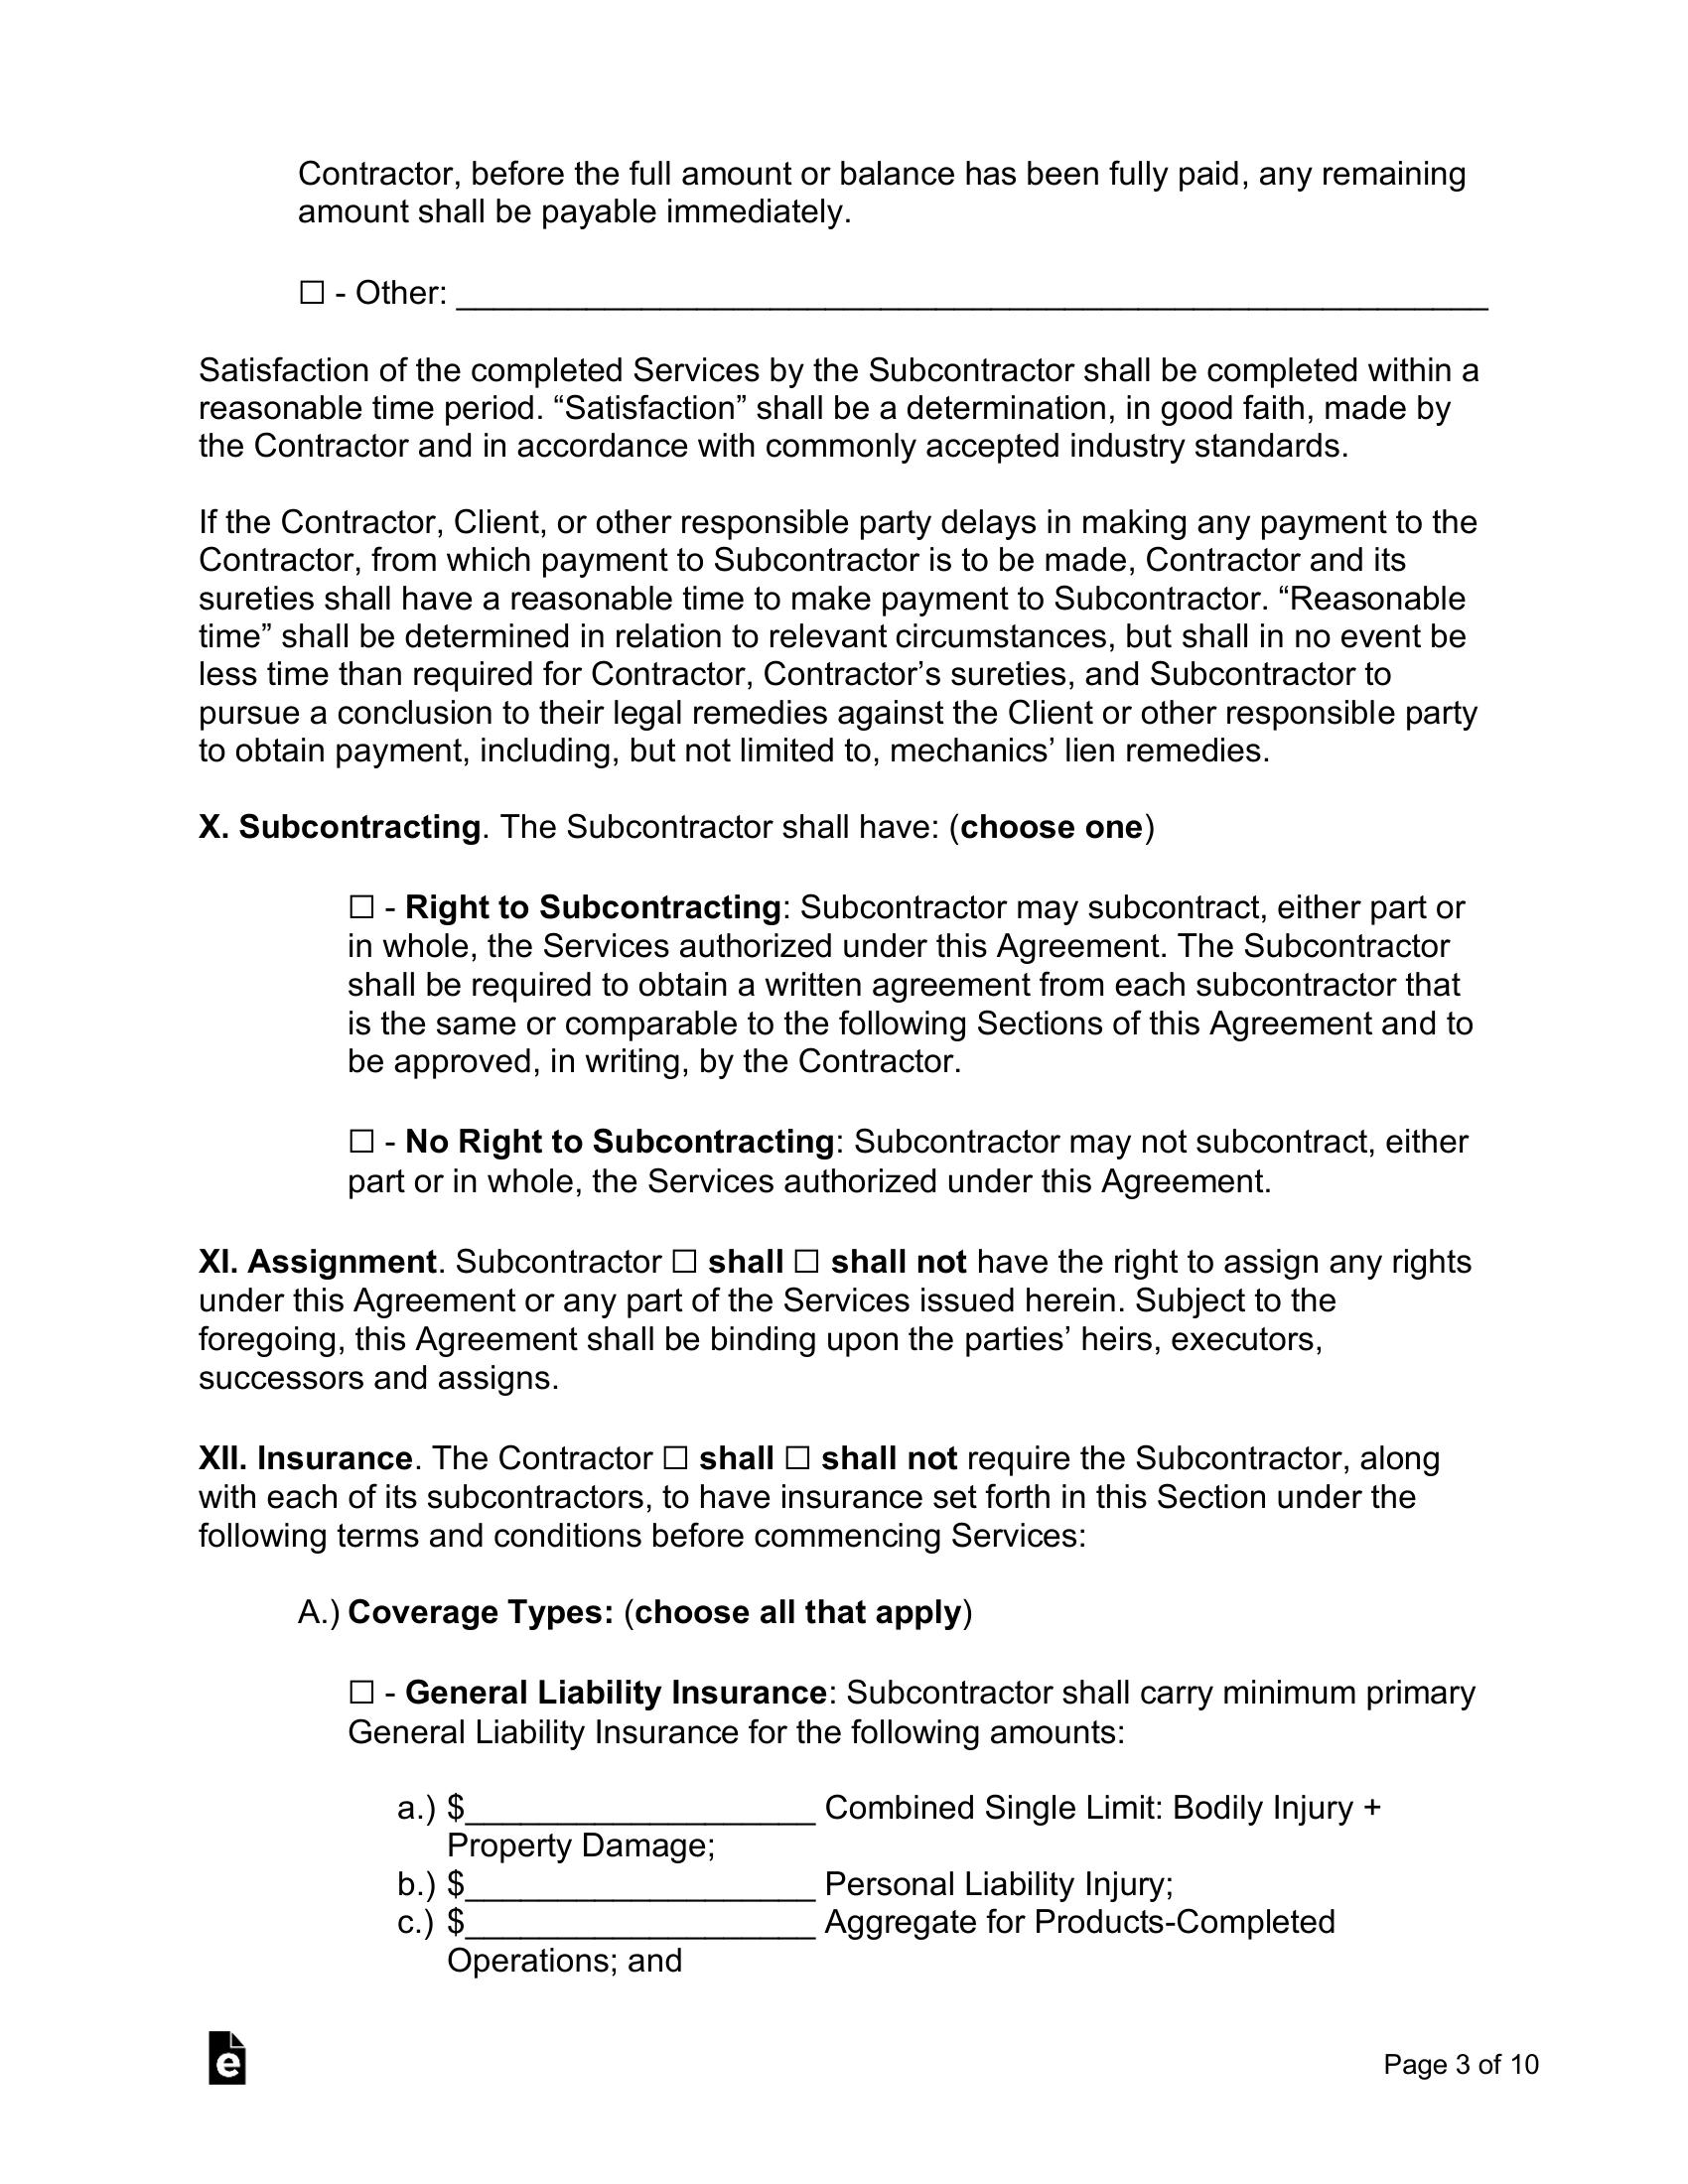 Contractor, before the full amount or balance has been fully paid, any remaining
amount shall be payable immediately.
☐ - Other: ________________________________________________________
Satisfaction of the completed Services by the Subcontractor shall be completed within a
reasonable time period. “Satisfaction” shall be a determination, in good faith, made by
the Contractor and in accordance with commonly accepted industry standards.
If the Contractor, Client, or other responsible party delays in making any payment to the
Contractor, from which payment to Subcontractor is to be made, Contractor and its
sureties shall have a reasonable time to make payment to Subcontractor. “Reasonable
time” shall be determined in relation to relevant circumstances, but shall in no event be
less time than required for Contractor, Contractor’s sureties, and Subcontractor to
pursue a conclusion to their legal remedies against the Client or other responsible party
to obtain payment, including, but not limited to, mechanics’ lien remedies.
X. Subcontracting. The Subcontractor shall have: (choose one)
☐ - Right to Subcontracting: Subcontractor may subcontract, either part or
in whole, the Services authorized under this Agreement. The Subcontractor
shall be required to obtain a written agreement from each subcontractor that
is the same or comparable to the following Sections of this Agreement and to
be approved, in writing, by the Contractor.
☐ - No Right to Subcontracting: Subcontractor may not subcontract, either
part or in whole, the Services authorized under this Agreement.
XI. Assignment. Subcontractor ☐ shall ☐ shall not have the right to assign any rights
under this Agreement or any part of the Services issued herein. Subject to the
foregoing, this Agreement shall be binding upon the parties’ heirs, executors,
successors and assigns.
XII. Insurance. The Contractor ☐ shall ☐ shall not require the Subcontractor, along
with each of its subcontractors, to have insurance set forth in this Section under the
following terms and conditions before commencing Services:
A.) Coverage Types: (choose all that apply)
☐ - General Liability Insurance: Subcontractor shall carry minimum primary
General Liability Insurance for the following amounts:
a.) $___________________ Combined Single Limit: Bodily Injury +
Property Damage;
b.) $___________________ Personal Liability Injury;
c.) $___________________ Aggregate for Products-Completed
Operations; and
e
Page 3 of 10